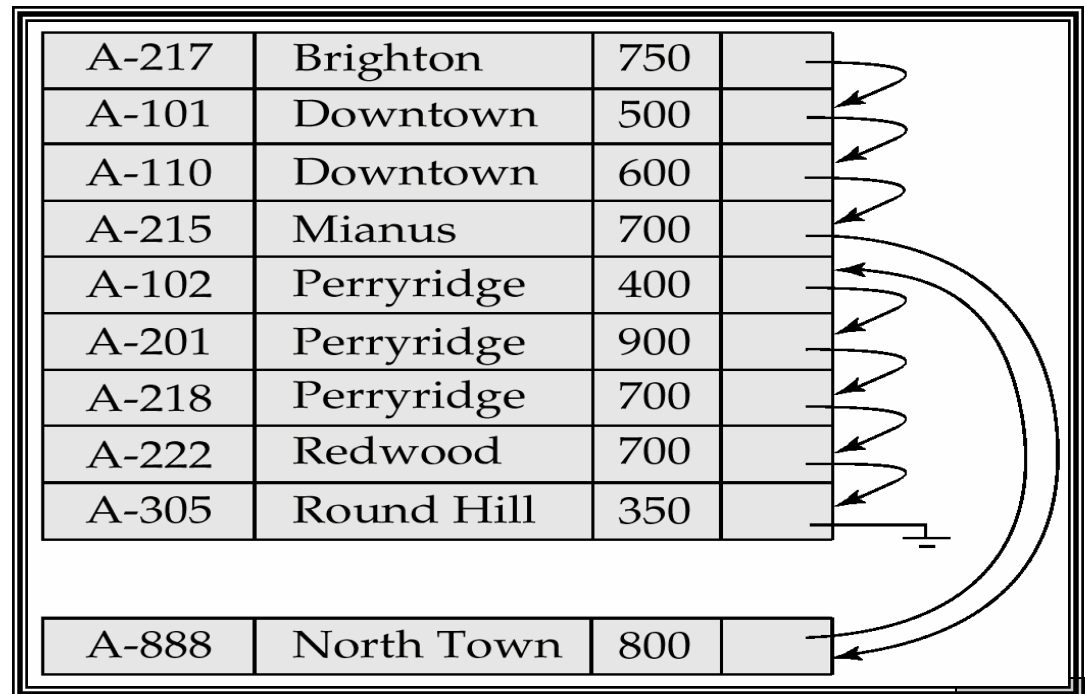 A-217 Brighton 750
A-101 Downtown 500
A-110 Downtown 600
A-215 Mianus 700
A-102 Perryridge 400
A-201 Perryridge 900
A-218 Perryridge 700
A-222 Redwood 700
A-305 Round Hill 350
A-888 North Town 800